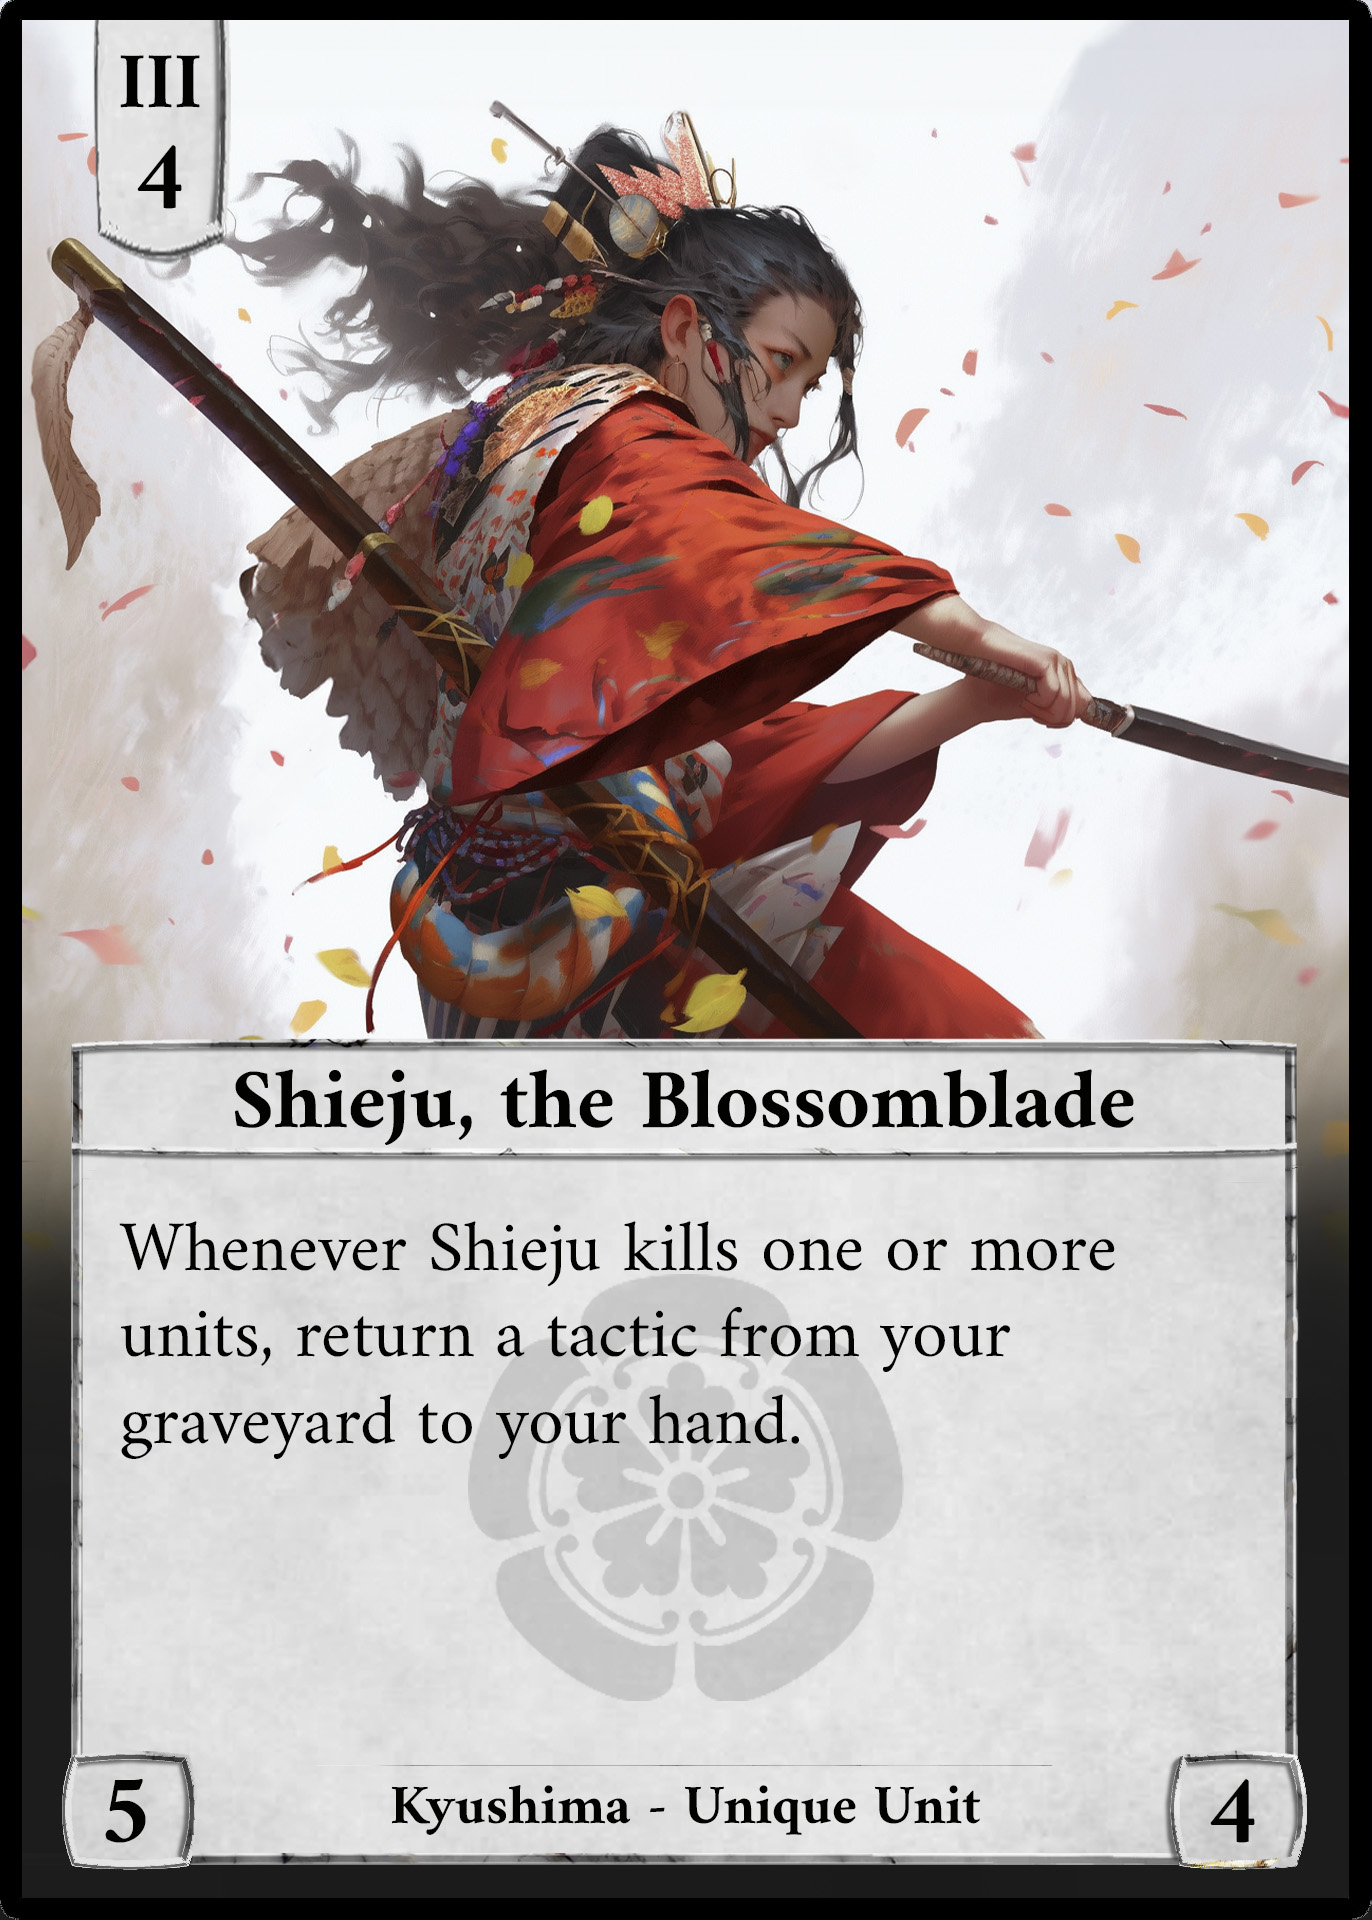 III
4
Shieju, the Blossomblade
Whenever Shieju kills one or more
units, return a tactic from your
graveyard to your hand.
5
Kyushima - Unique Unit
4